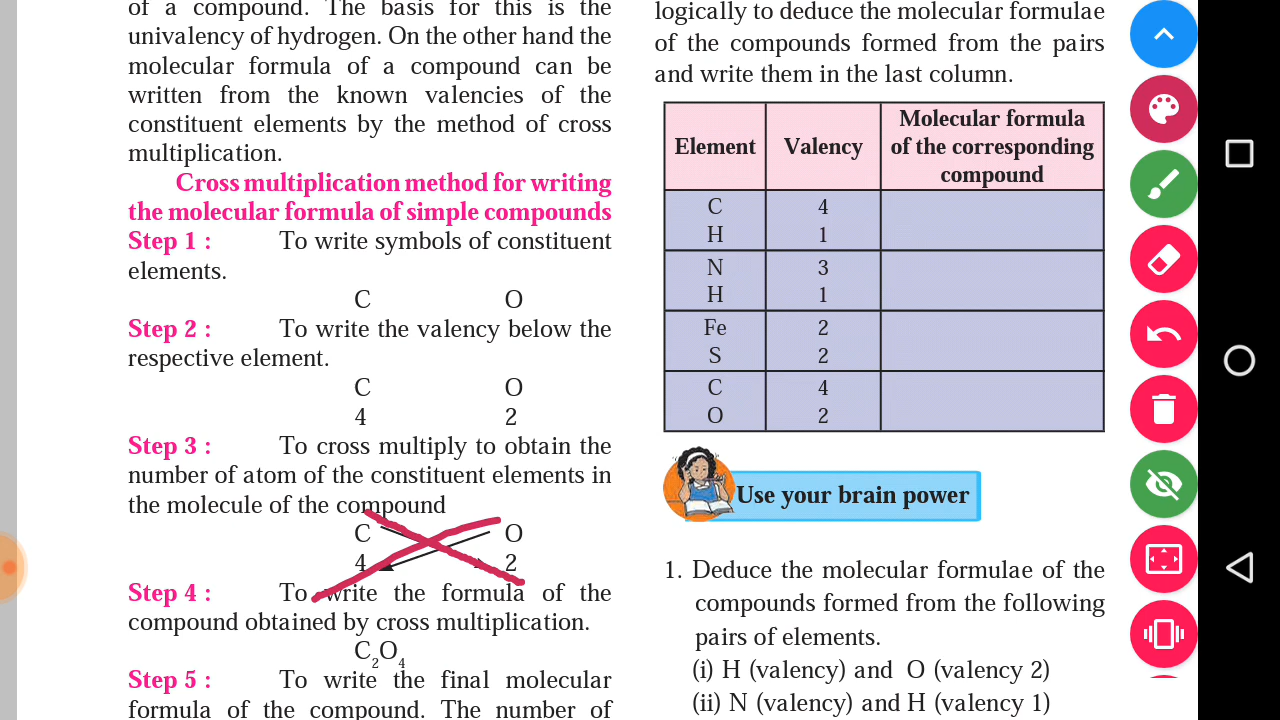 of a compound. The basis for this is the
univalency of hydrogen. On the other hand the
molecular formula of a compound can be
written from the known valencies of the
constituent elements by the method of cross
multiplication.
Cross multiplication method for writing
the molecular formula of simple compounds
Step 1 : To write symbols of constituent
elements.
C O
Step 2 : To write the valency below the
respective element.
C O
4 2
Step 3 : To cross multiply to obtain the
number of atom of the constituent elements in
the molecule of the compound
C O
4 2
Step 4 : To write the formula of the
compound obtained by cross multiplication.
C₂O₄
Step 5 : To write the final molecular
formula of the compound. The number of
logically to deduce the molecular formulae
of the compounds formed from the pairs
and write them in the last column.
Element Valency Molecular formula
of the corresponding
compound
C 4
H 1
N 3
H 1
Fe 2
S 2
C 4
O 2
Use your brain power
1. Deduce the molecular formulae of the
compounds formed from the following
pairs of elements.
(i) H (valency) and O (valency 2)
(ii) N (valency) and H (valency 1)